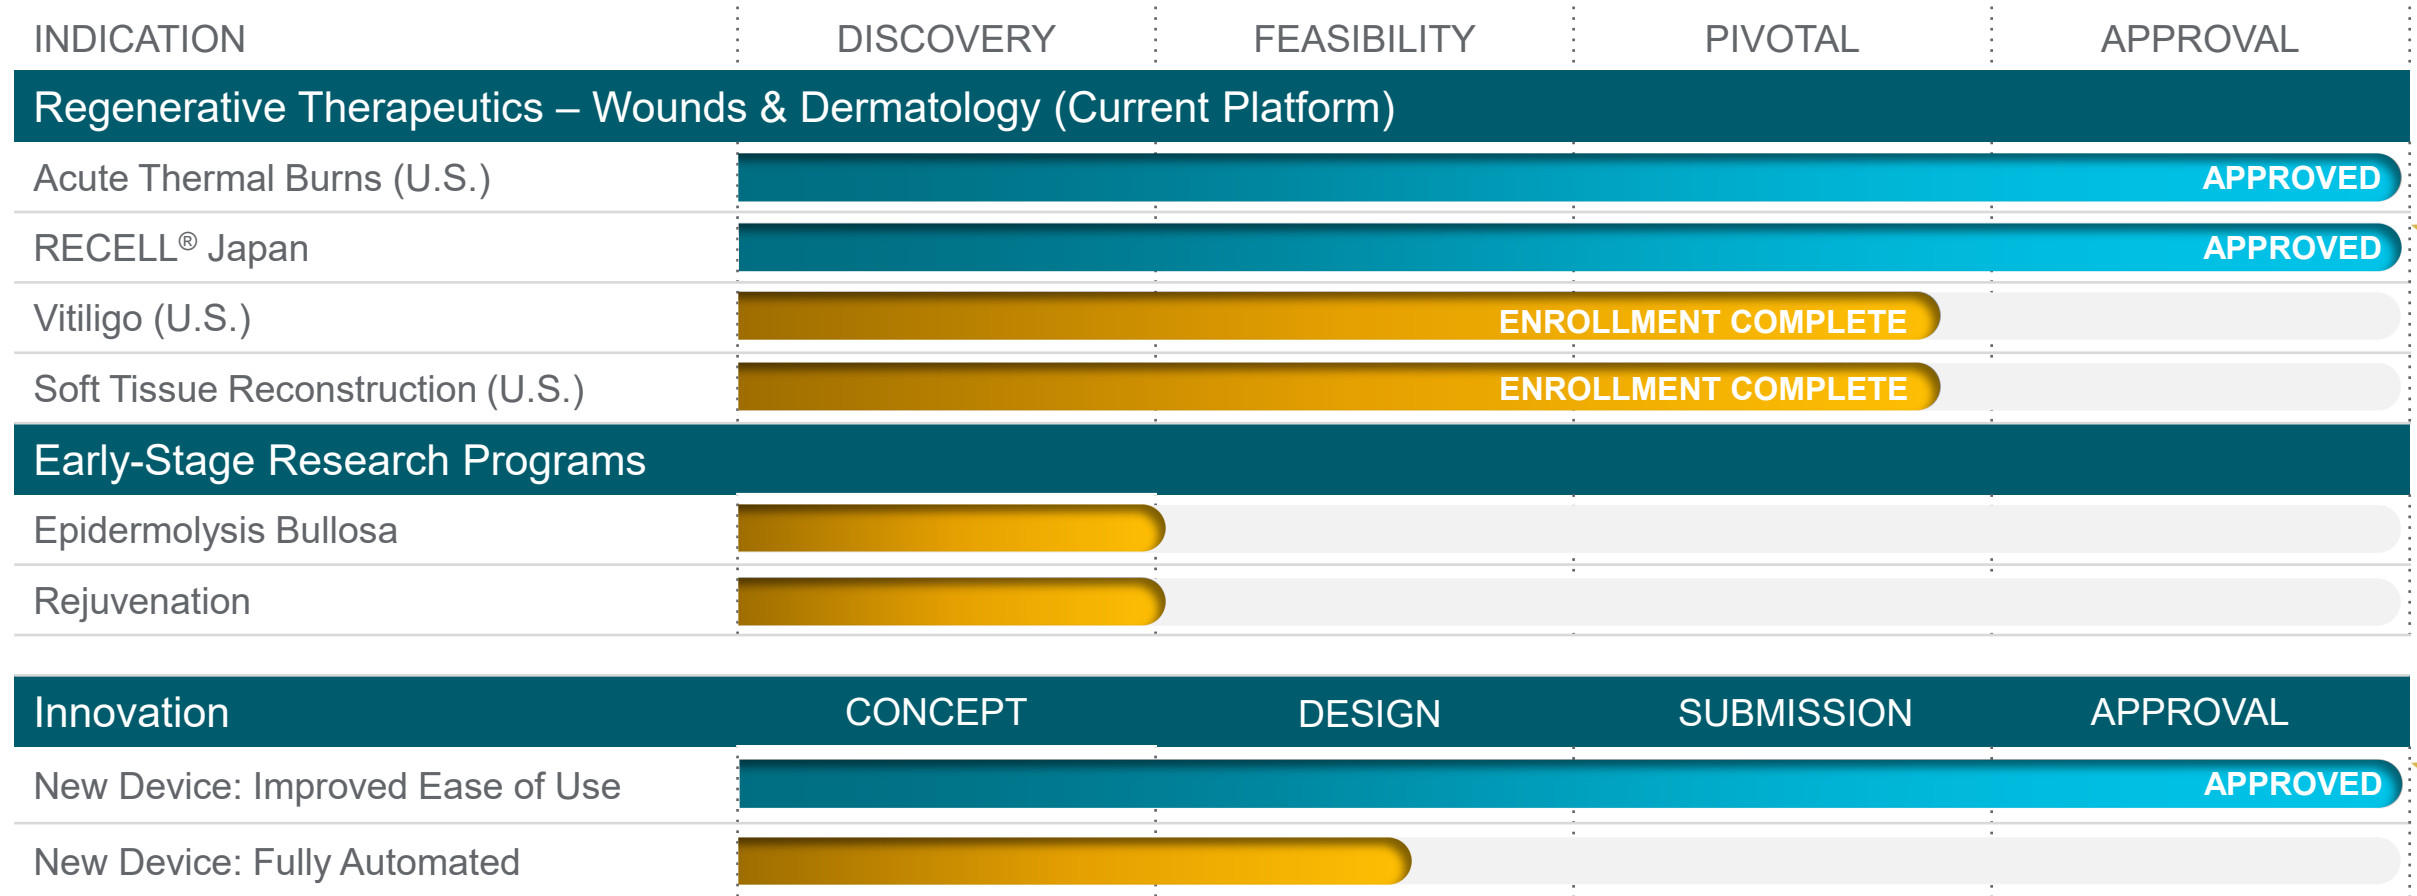 INDICATION DISCOVERY FEASIBILITY PIVOTAL APPROVAL
Regenerative Therapeutics – Wounds & Dermatology (Current Platform)
Acute Thermal Burns (U.S.) APPROVED
RECELL® Japan APPROVED
Vitiligo (U.S.) ENROLLMENT COMPLETE
Soft Tissue Reconstruction (U.S.) ENROLLMENT COMPLETE
Early-Stage Research Programs
Epidermolysis Bullosa
Rejuvenation
Innovation CONCEPT DESIGN SUBMISSION APPROVAL
New Device: Improved Ease of Use APPROVED
New Device: Fully Automated